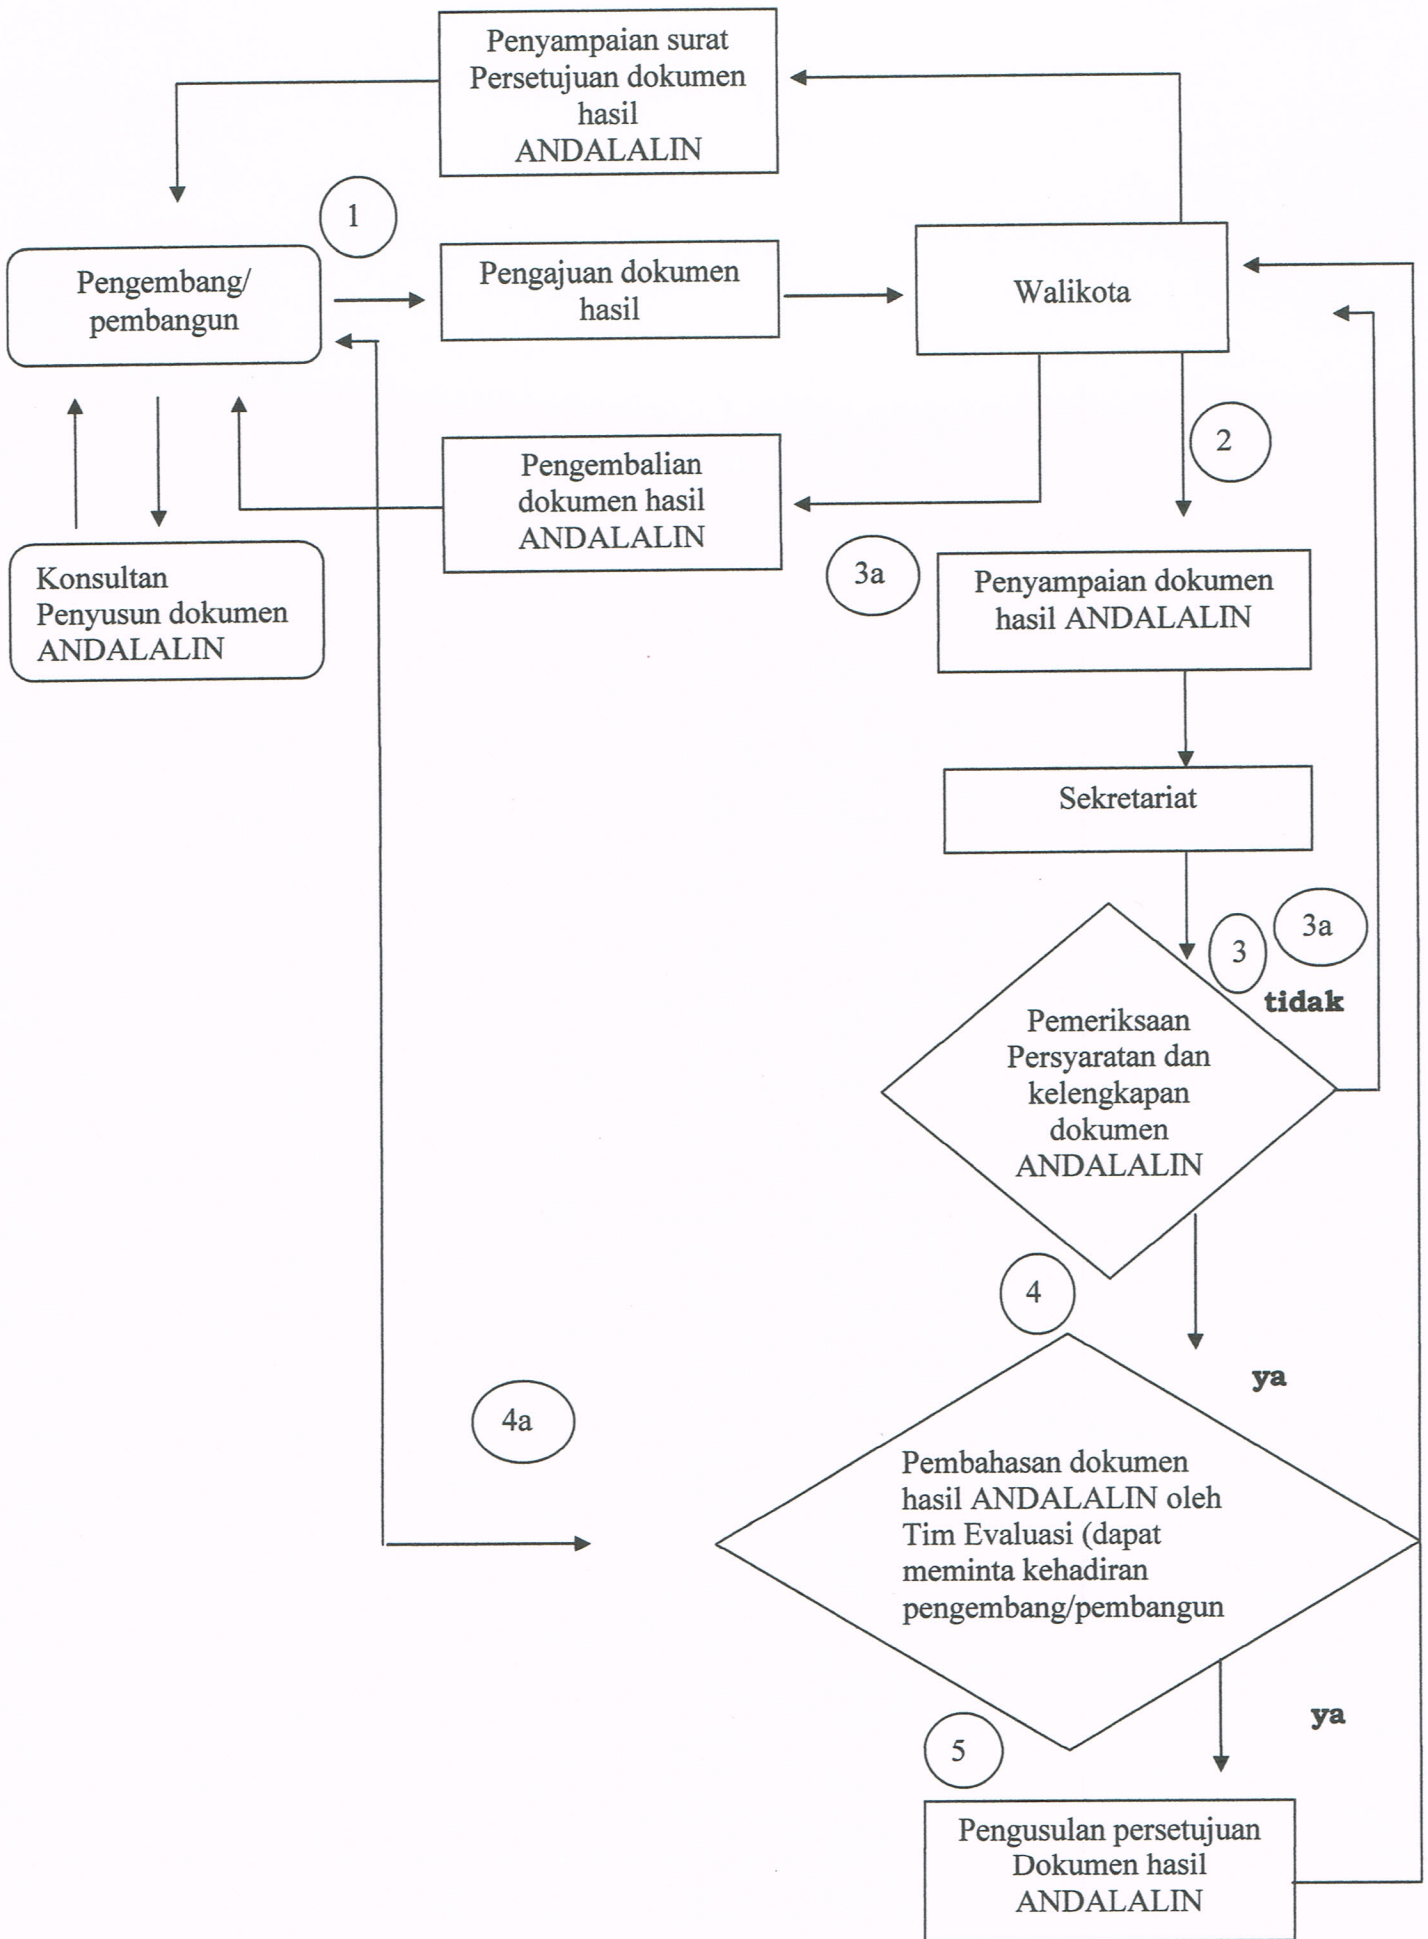 Penyampaian surat
Persetujuan dokumen
hasil
ANDALALIN
1
Pengembang/
pembangun
Pengajuan dokumen
hasil
Walikota
2
Pengembalian
dokumen hasil
ANDALALIN
3a
Konsultan
Penyusun dokumen
ANDALALIN
Penyampaian dokumen
hasil ANDALALIN
Sekretariat
3
3a
tidak
Pemeriksaan
Persyaratan dan
kelengkapan
dokumen
ANDALALIN
4
ya
4a
Pembahasan dokumen
hasil ANDALALIN oleh
Tim Evaluasi (dapat
meminta kehadiran
pengembang/pembangun
ya
5
Pengusulan persetujuan
Dokumen hasil
ANDALALIN